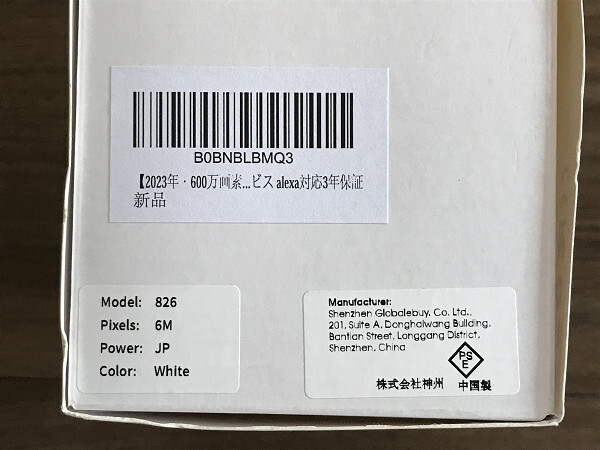 B0BNBLBMQ3
【2023年・600万画素...ビス alexa対応3年保証
新品
Model: 826
Pixels: 6M
Power: JP
Color: White
Manufacturer:
Shenzhen Globalebuy. Co. Ltd.,
201, Suite A, Donghaiwang Building,
Bantian Street, Longgang District,
Shenzhen, China
PS
E
株式会社神州 中国製